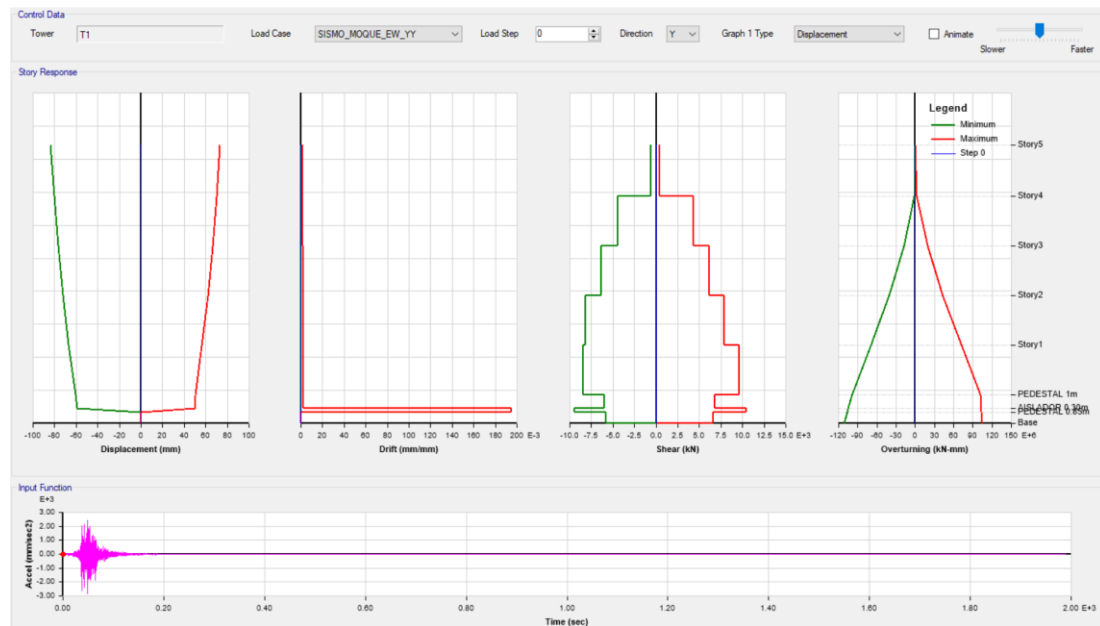 Control Data
Tower T1 Load Case SISMO_MOQUE_EW_YY Load Step 0 Direction Y Graph 1 Type Displacement Animate
Slower Faster
Story Response
Legend
Minimum
Maximum
Step 0
Story5
Story4
Story3
Story2
Story1
PEDESTAL 1m
AISLADOR 0.30m
Base
-100 -80 -60 -40 -20 0 20 40 60 80 100
Displacement (mm)
0 20 40 60 80 100 120 140 160 180 200 E-3
Drift (mm/mm)
-10.0 -7.5 -5.0 -2.5 0.0 2.5 5.0 7.5 10.0 12.5 15.0 E+3
Shear (kN)
-120 -90 -60 -30 0 30 60 90 120 150 E+6
Overturning (kN-mm)
Input Function
E+3
3.00
2.00
1.00
0.00
-1.00
-2.00
-3.00
Accel (mm/sec2)
0.00 0.20 0.40 0.60 0.80 1.00 1.20 1.40 1.60 1.80 2.00 E+3
Time (sec)